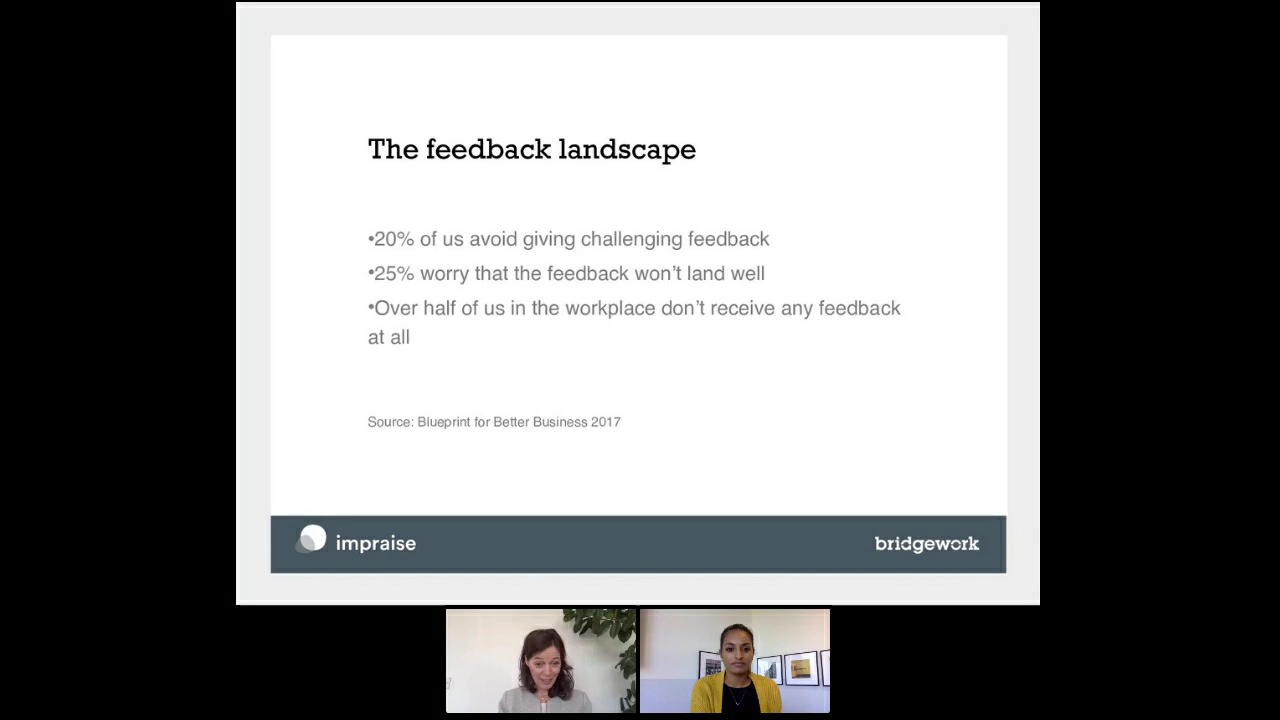 The feedback landscape
•20% of us avoid giving challenging feedback
•25% worry that the feedback won’t land well
•Over half of us in the workplace don’t receive any feedback
at all
Source: Blueprint for Better Business 2017
impraise
bridgework